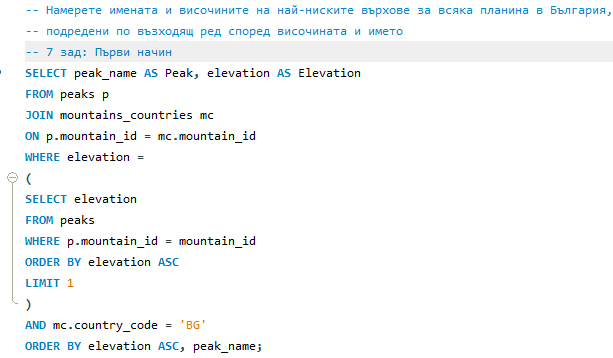 -- Намерете имената и височините на най-ниските върхове за всяка планина в България,
-- подредени по възходящ ред според височината и името
-- 7 зад: Първи начин
SELECT peak_name AS Peak, elevation AS Elevation
FROM peaks p
JOIN mountains_countries mc
ON p.mountain_id = mc.mountain_id
WHERE elevation =
(
SELECT elevation
FROM peaks
WHERE p.mountain_id = mountain_id
ORDER BY elevation ASC
LIMIT 1
)
AND mc.country_code = 'BG'
ORDER BY elevation ASC, peak_name;